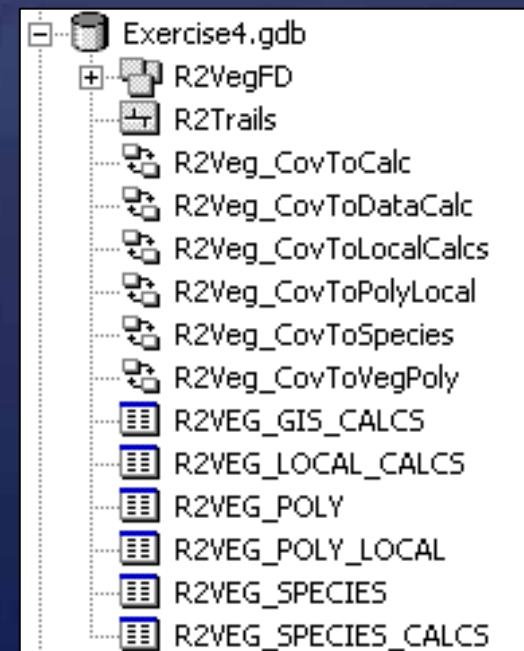 Exercise4.gdb
R2VegFD
R2Trails
R2Veg_CovToCalc
R2Veg_CovToDataCalc
R2Veg_CovToLocalCalcs
R2Veg_CovToPolyLocal
R2Veg_CovToSpecies
R2Veg_CovToVegPoly
R2VEG_GIS_CALCS
R2VEG_LOCAL_CALCS
R2VEG_POLY
R2VEG_POLY_LOCAL
R2VEG_SPECIES
R2VEG_SPECIES_CALCS